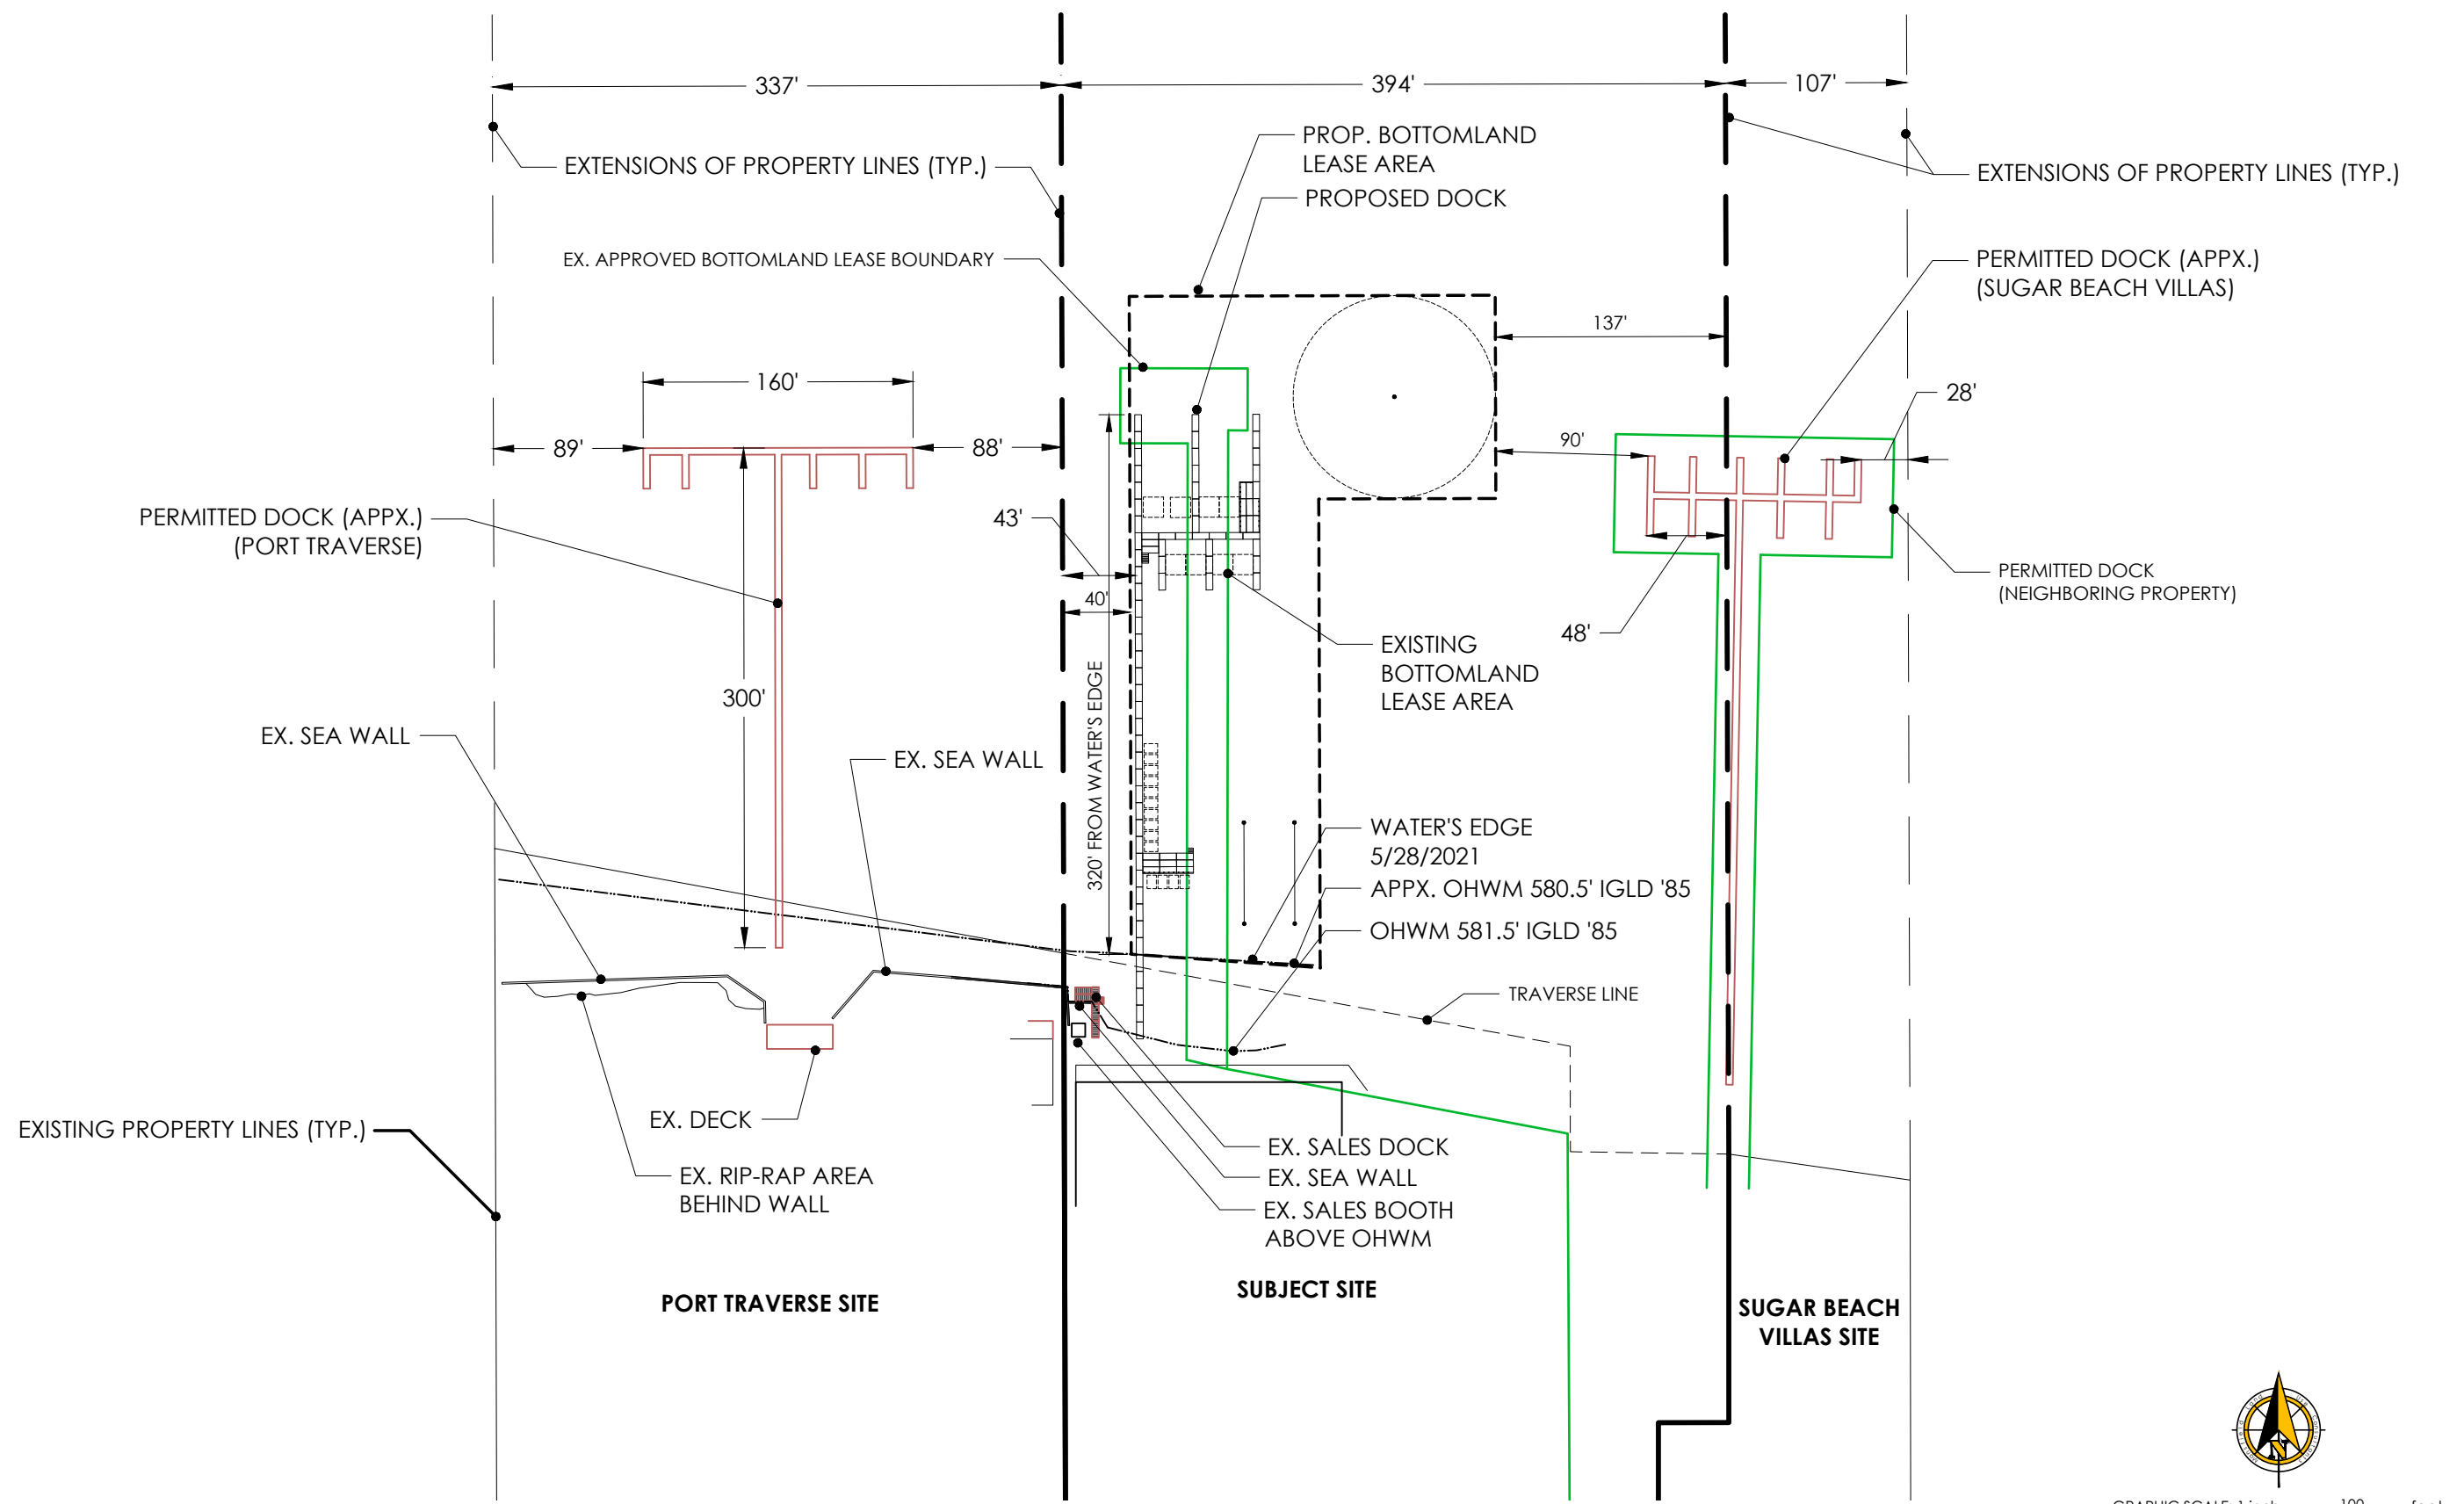 337'
394'
107'
PROP. BOTTOMLAND
LEASE AREA
EXTENSIONS OF PROPERTY LINES (TYP.)
EXTENSIONS OF PROPERTY LINES (TYP.)
PROPOSED DOCK
EX. APPROVED BOTTOMLAND LEASE BOUNDARY
PERMITTED DOCK (APPX.)
(SUGAR BEACH VILLAS)
137'
160'
28'
89'
88'
90'
PERMITTED DOCK (APPX.)
(PORT TRAVERSE)
43'
40'
PERMITTED DOCK
(NEIGHBORING PROPERTY)
48'
EXISTING
BOTTOMLAND
LEASE AREA
300'
320' FROM WATER'S EDGE
EX. SEA WALL
EX. SEA WALL
WATER'S EDGE
5/28/2021
APPX. OHWM 580.5' IGLD '85
OHWM 581.5' IGLD '85
TRAVERSE LINE
EX. DECK
EXISTING PROPERTY LINES (TYP.)
EX. RIP-RAP AREA
BEHIND WALL
EX. SALES DOCK
EX. SEA WALL
EX. SALES BOOTH
ABOVE OHWM
PORT TRAVERSE SITE
SUBJECT SITE
SUGAR BEACH
VILLAS SITE
N